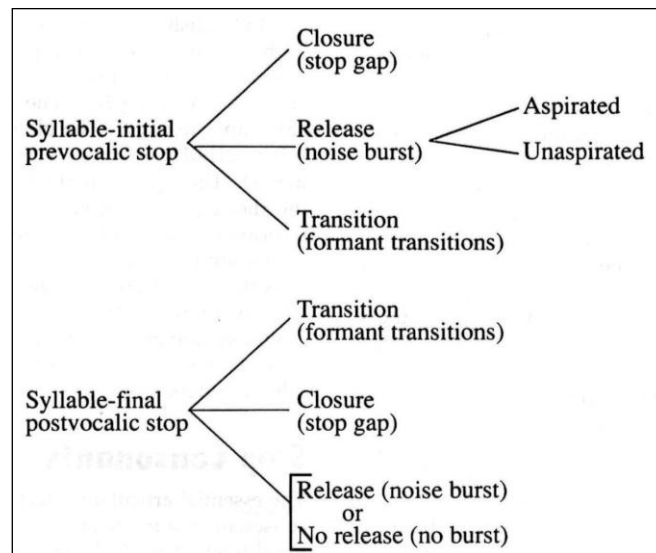 Closure
(stop gap)
Aspirated
Syllable-initial
prevocalic stop
Release
(noise burst)
Unaspirated
Transition
(formant transitions)
Transition
(formant transitions)
Syllable-final
postvocalic stop
Closure
(stop gap)
Release (noise burst)
or
No release (no burst)